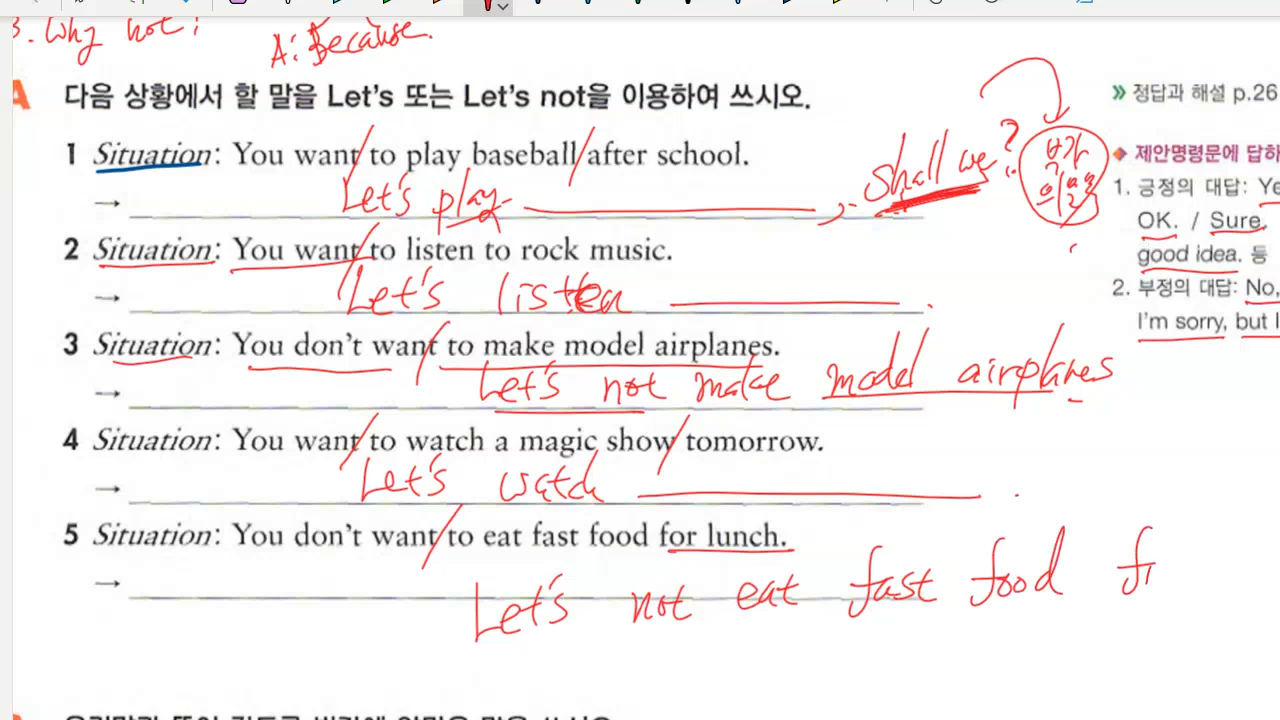 3. Why not?
A: Because.
A 다음 상황에서 할 말을 Let's 또는 Let's not을 이용하여 쓰시오.
» 정답과 해설 p.26
1 Situation: You want to play baseball after school.
→ Let's play , shall we?
부가
의문문
제안명령문에 답하
1. 긍정의 대답: Ye
OK. / Sure.
good idea. 등
2. 부정의 대답: No,
I'm sorry, but I
2 Situation: You want to listen to rock music.
→ Let's listen .
3 Situation: You don't want to make model airplanes.
→ Let's not make model airplanes
4 Situation: You want to watch a magic show tomorrow.
→ Let's watch .
5 Situation: You don't want to eat fast food for lunch.
→ Let's not eat fast food f